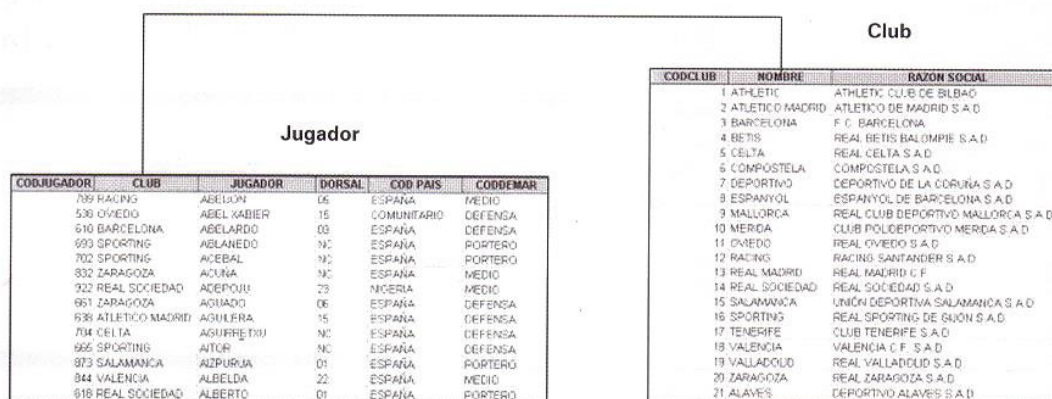 Club
CODCLUB NOMBRE RAZON SOCIAL
1 ATHLETIC ATHLETIC CLUB DE BILBAO
2 ATLETICO MADRID ATLETICO DE MADRID S.A.D
3 BARCELONA F.C. BARCELONA
4 BETIS REAL BETIS BALOMPIE S.A.D
5 CELTA REAL CELTA S.A.D
6 COMPOSTELA COMPOSTELA S.A.D
7 DEPORTIVO DEPORTIVO DE LA CORUÑA S.A.D
8 ESPANYOL ESPANYOL DE BARCELONA S.A.D
9 MALLORCA REAL CLUB DEPORTIVO MALLORCA S.A.D
10 MERIDA CLUB POLIDEPORTIVO MERIDA S.A.D
11 OVIEDO REAL OVIEDO S.A.D
12 RACING RACING SANTANDER S.A.D
13 REAL MADRID REAL MADRID C.F
14 REAL SOCIEDAD REAL SOCIEDAD S.A.D
15 SALAMANCA UNIÓN DEPORTIVA SALAMANCA S.A.D
16 SPORTING REAL SPORTING DE GIJON S.A.D
17 TENERIFE CLUB TENERIFE S.A.D
18 VALENCIA VALENCIA C.F. S.A.D
19 VALLADOLID REAL VALLADOLID S.A.D
20 ZARAGOZA REAL ZARAGOZA S.A.D
21 ALAVES DEPORTIVO ALAVES S.A.D
Jugador
CODJUGADOR CLUB JUGADOR DORSAL COD PAIS CODDEMAR
789 RACING ABEIJON 05 ESPAÑA MEDIO
538 OVIEDO ABEL XABIER 15 COMUNITARIO DEFENSA
610 BARCELONA ABELARDO 03 ESPAÑA DEFENSA
693 SPORTING ABLANEDO NC ESPAÑA PORTERO
702 SPORTING ACEBAL NC ESPAÑA PORTERO
832 ZARAGOZA ACUÑA NC ESPAÑA MEDIO
922 REAL SOCIEDAD ADEPOJU 23 NIGERIA MEDIO
661 ZARAGOZA AGUADO 06 ESPAÑA DEFENSA
638 ATLETICO MADRID AGUILERA 15 ESPAÑA DEFENSA
704 CELTA AGUIRRETXU NC ESPAÑA DEFENSA
665 SPORTING AITOR NC ESPAÑA DEFENSA
873 SALAMANCA AIZPURUA 01 ESPAÑA PORTERO
844 VALENCIA ALBELDA 22 ESPAÑA MEDIO
618 REAL SOCIEDAD ALBERTO 01 ESPAÑA PORTERO